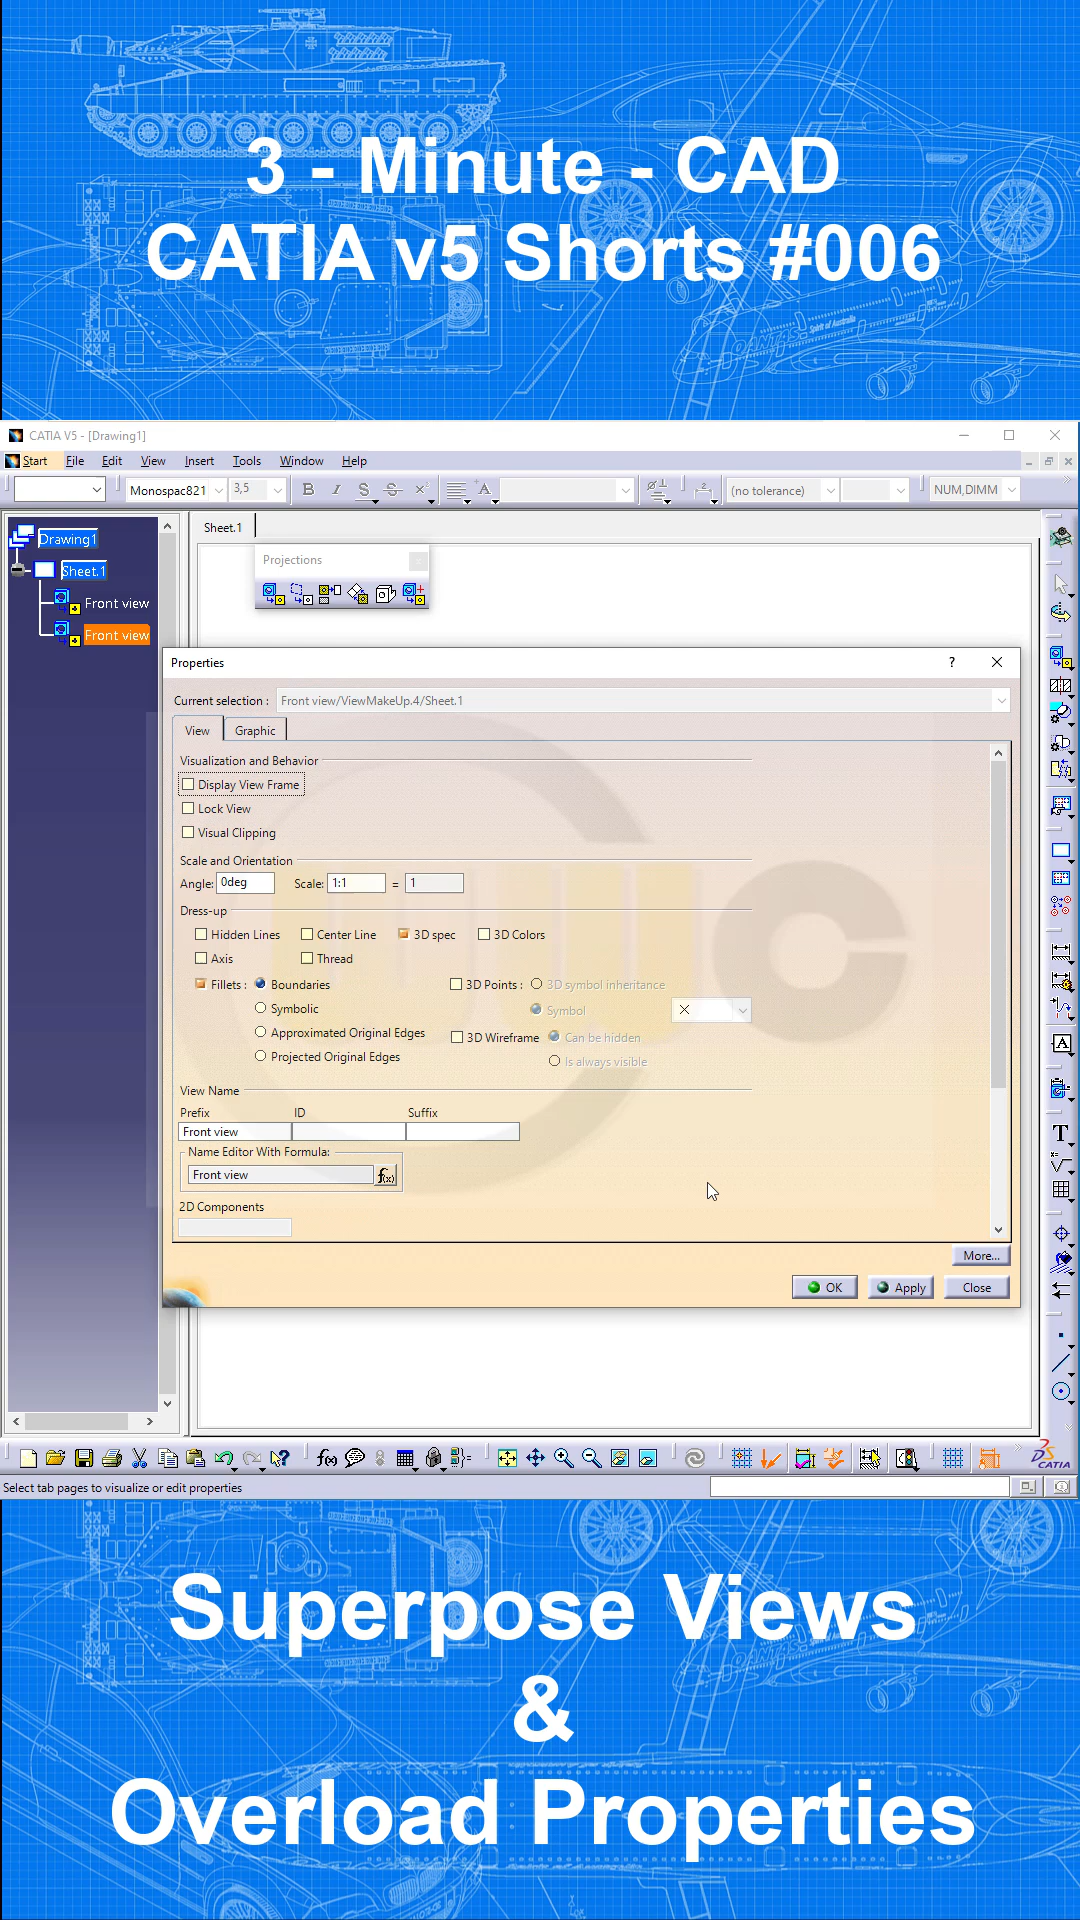 3 - Minute - CAD
CATIA v5 Shorts #006
CATIA V5 - [Drawing1]
Start File Edit View Insert Tools Window Help
Monospac821 3,5 B I S S (no tolerance) NUM,DIMM
Drawing1
Sheet.1
Front view
Front view
Sheet.1
Projections
Properties
Current selection : Front view/ViewMakeUp.4/Sheet.1
View Graphic
Visualization and Behavior
Display View Frame
Lock View
Visual Clipping
Scale and Orientation
Angle: 0deg Scale: 1:1 = 1
Dress-up
Hidden Lines Center Line 3D spec 3D Colors
Axis Thread
Fillets : Boundaries 3D Points : 3D symbol inheritance
Symbolic Symbol
Approximated Original Edges 3D Wireframe Can be hidden
Projected Original Edges Is always visible
View Name
Prefix ID Suffix
Front view
Name Editor With Formula:
Front view f(x)
2D Components
More...
OK Apply Close
CATIA
Select tab pages to visualize or edit properties
Superpose Views
&
Overload Properties